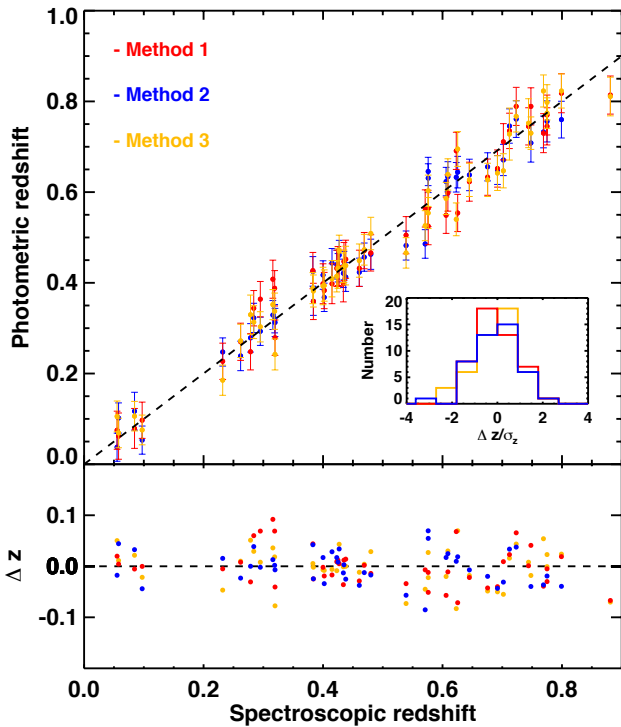 1.0
0.8
0.6
0.4
0.2
0.0
Photometric redshift
- Method 1
- Method 2
- Method 3
20
15
10
5
0
Number
-4 -2 0 2 4
Δ z/σz
0.1
0.0
-0.1
Δ z
0.0 0.2 0.4 0.6 0.8
Spectroscopic redshift